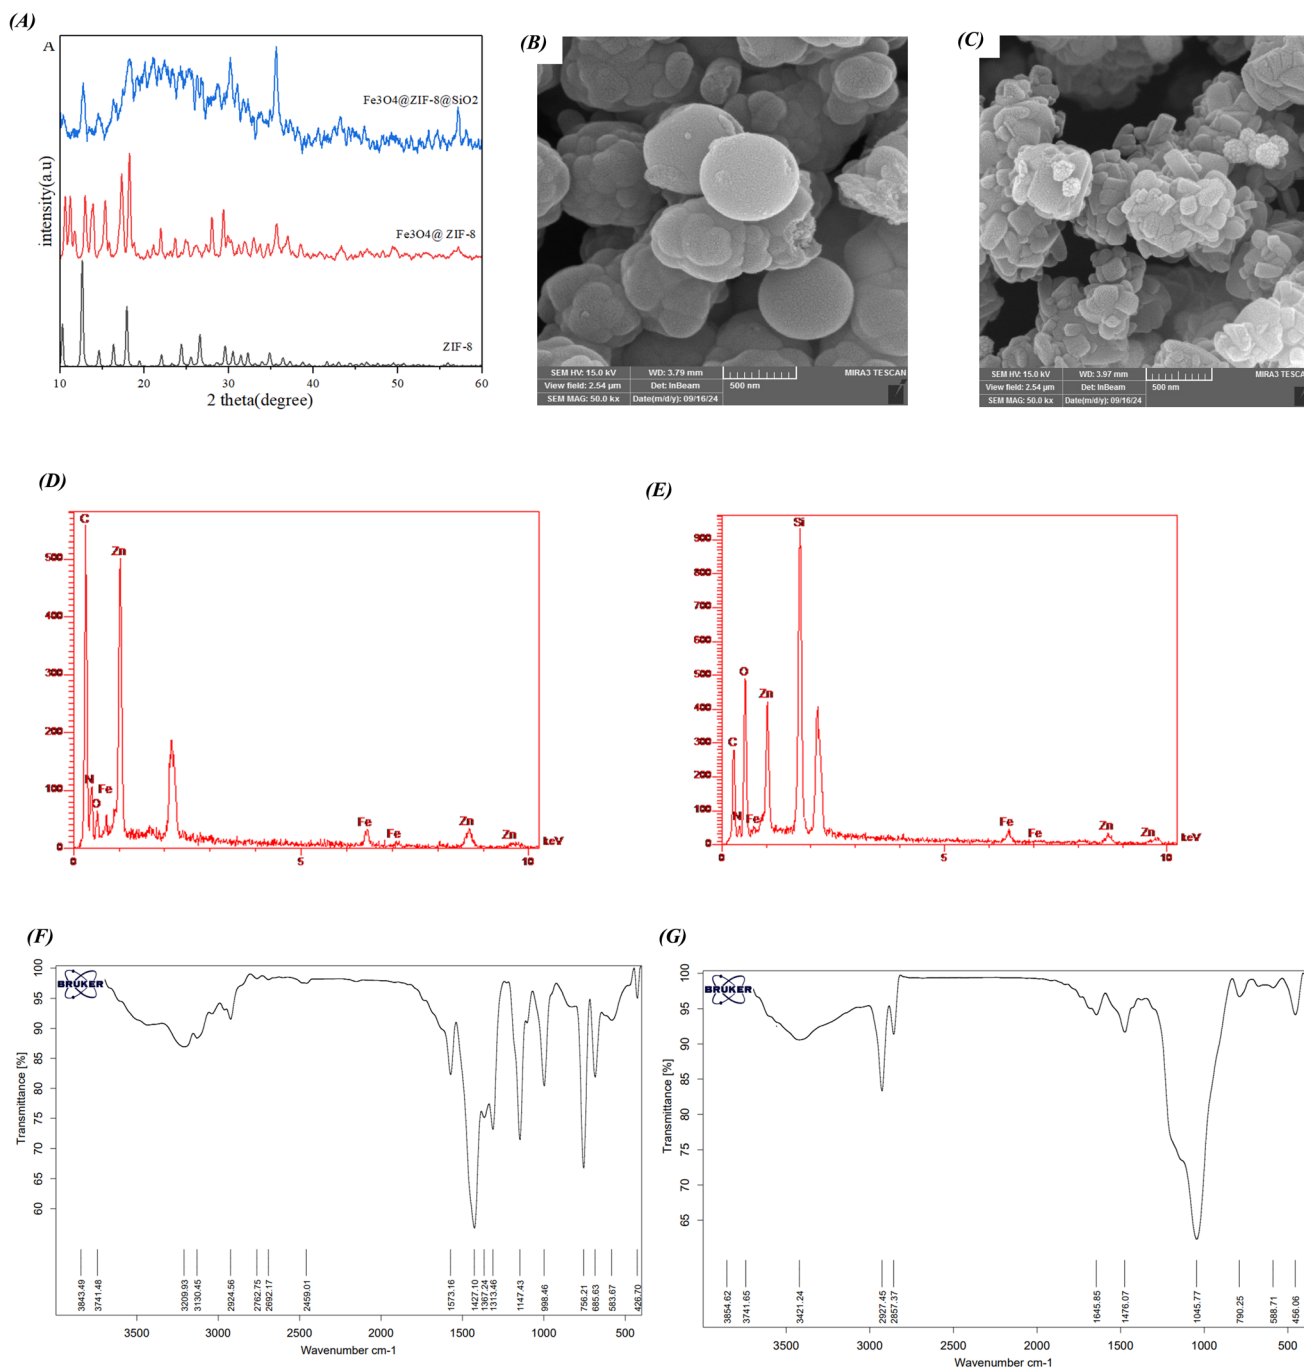 (A)
A
Fe3O4@ZIF-8@SiO2
Fe3O4@ ZIF-8
ZIF-8
intensity(a.u)
10 20 30 40 50 60
2 theta(degree)
(B)
SEM HV: 15.0 kV WD: 3.79 mm MIRA3 TESCAN
View field: 2.54 µm Det: InBeam 500 nm
SEM MAG: 50.0 kx Date(m/d/y): 09/16/24
(C)
SEM HV: 15.0 kV WD: 3.97 mm MIRA3 TESCA
View field: 2.54 µm Det: InBeam 500 nm
SEM MAG: 50.0 kx Date(m/d/y): 09/16/24
(D)
C
Zn
500
400
300
200
100
N
O
Fe
Fe
Fe
Zn
Zn
keV
0
0 5 10
(E)
Si
900
800
700
600
500
400
300
200
100
O
Zn
C
N
Fe
Fe
Fe
Zn
Zn
keV
0
0 5 10
(F)
BRUKER
100
95
90
85
80
75
70
65
60
Transmittance [%]
3843.49
3741.48
3209.93
3130.45
2924.56
2762.75
2692.17
2459.01
1573.16
1427.10
1367.24
1313.46
1147.43
998.46
756.21
685.63
583.67
426.70
3500 3000 2500 2000 1500 1000 500
Wavenumber cm-1
(G)
BRUKER
100
95
90
85
80
75
70
65
Transmittance [%]
3854.62
3741.65
3421.24
2927.45
2857.37
1645.85
1476.07
1045.77
790.25
588.71
456.06
3500 3000 2500 2000 1500 1000 500
Wavenumber cm-1